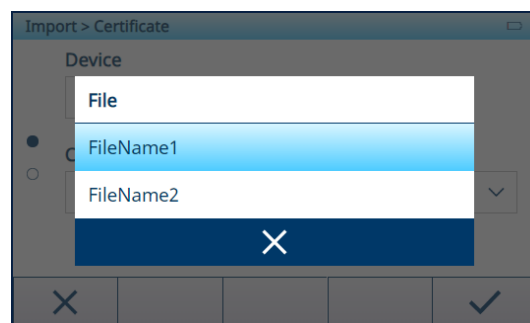 Import > Certificate
Device
File
FileName1
C
FileName2